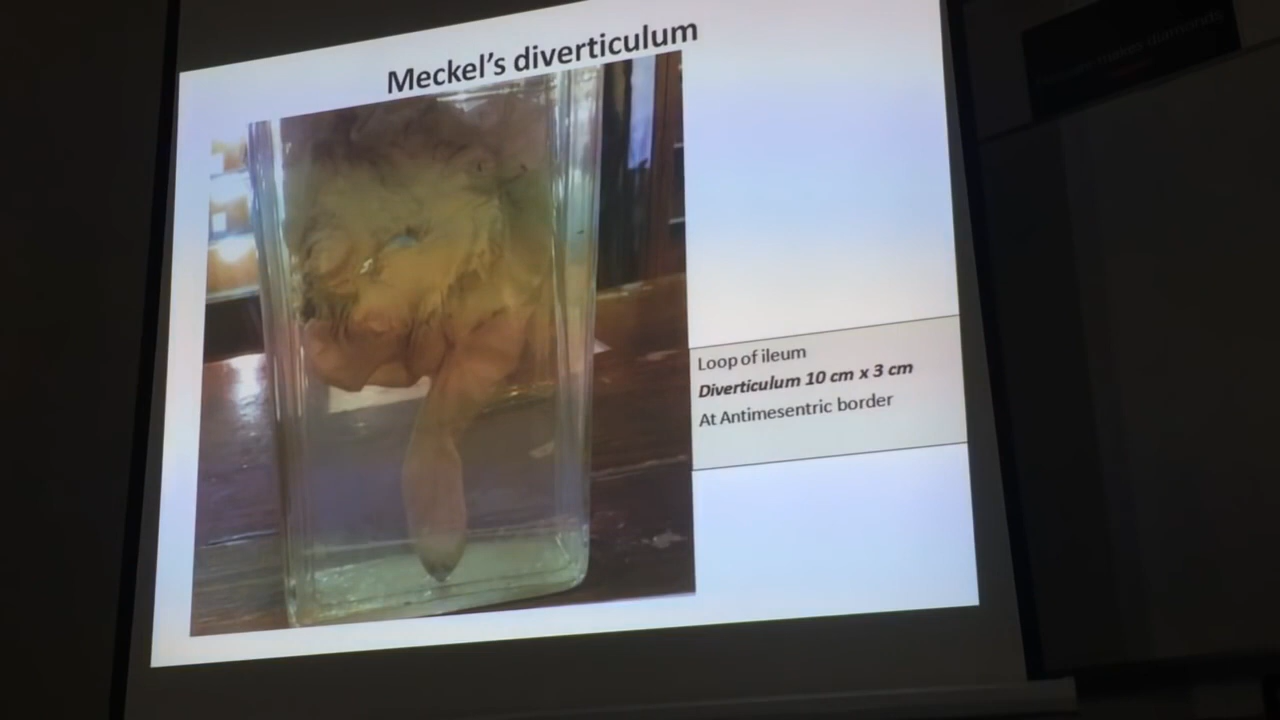 Meckel's diverticulum
Loop of ileum
Diverticulum 10 cm x 3 cm
At Antimesentric border